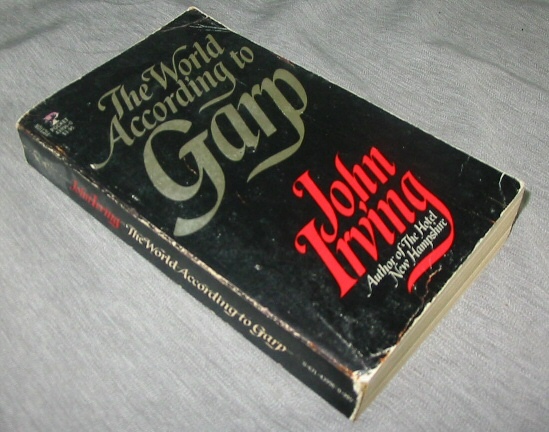 The World
According to
Garp
John
Irving
Author of The Hotel
New Hampshire
John Irving The World According to Garp